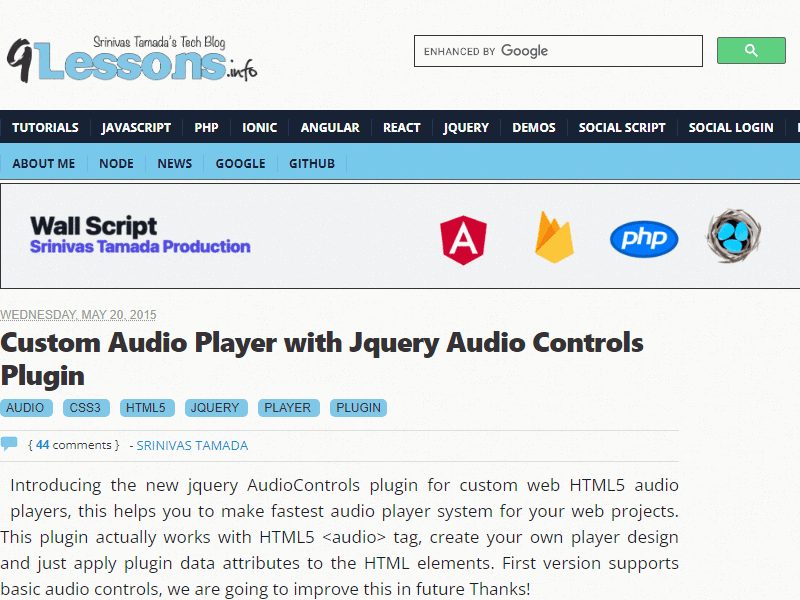 Srinivas Tamada's Tech Blog
9Lessons.info
ENHANCED BY Google
TUTORIALS JAVASCRIPT PHP IONIC ANGULAR REACT JQUERY DEMOS SOCIAL SCRIPT SOCIAL LOGIN
ABOUT ME NODE NEWS GOOGLE GITHUB
Wall Script
Srinivas Tamada Production
A php
WEDNESDAY, MAY 20, 2015
Custom Audio Player with Jquery Audio Controls
Plugin
AUDIO CSS3 HTML5 JQUERY PLAYER PLUGIN
{ 44 comments } - SRINIVAS TAMADA
Introducing the new jquery AudioControls plugin for custom web HTML5 audio
players, this helps you to make fastest audio player system for your web projects.
This plugin actually works with HTML5 <audio> tag, create your own player design
and just apply plugin data attributes to the HTML elements. First version supports
basic audio controls, we are going to improve this in future Thanks!